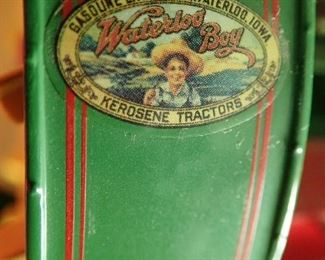 GASOLINE WATERLOO, IOWA
Waterloo Boy
KEROSENE TRACTORS